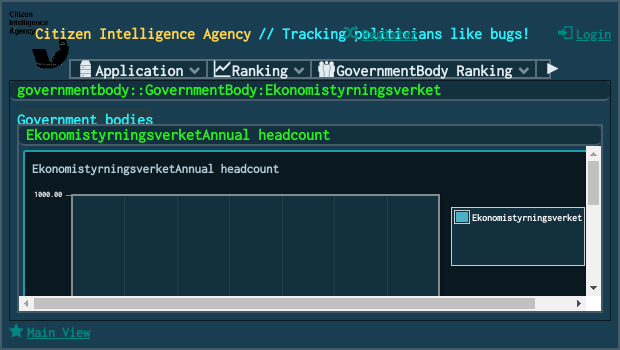 Citizen
Intelligence
Agency
Citizen Intelligence Agency // Tracking politicians like bugs!
Register
Login
Application
Ranking
GovernmentBody Ranking
governmentbody::GovernmentBody:Ekonomistyrningsverket
Government bodies
EkonomistyrningsverketAnnual headcount
EkonomistyrningsverketAnnual headcount
1000.00
Ekonomistyrningsverket
Main View